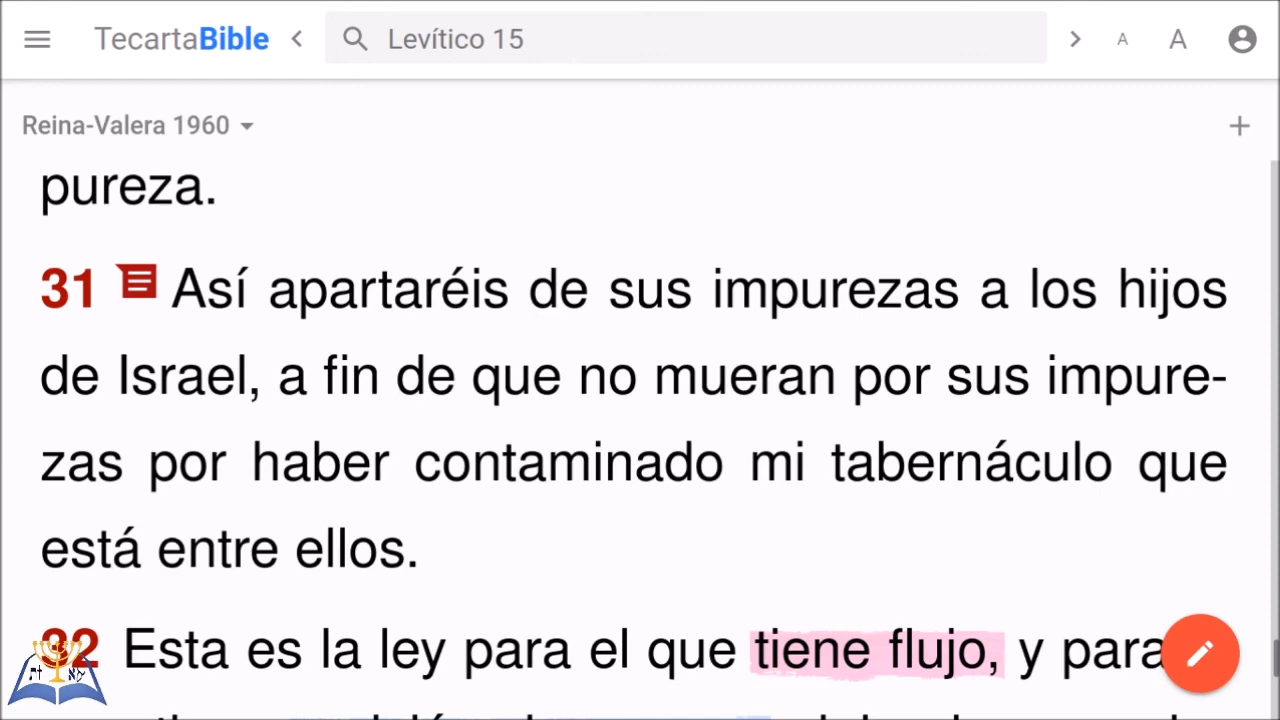 TecartaBible Levítico 15 A A
Reina-Valera 1960
pureza.
31 Así apartaréis de sus impurezas a los hijos
de Israel, a fin de que no mueran por sus impure-
zas por haber contaminado mi tabernáculo que
está entre ellos.
32 Esta es la ley para el que tiene flujo, y para